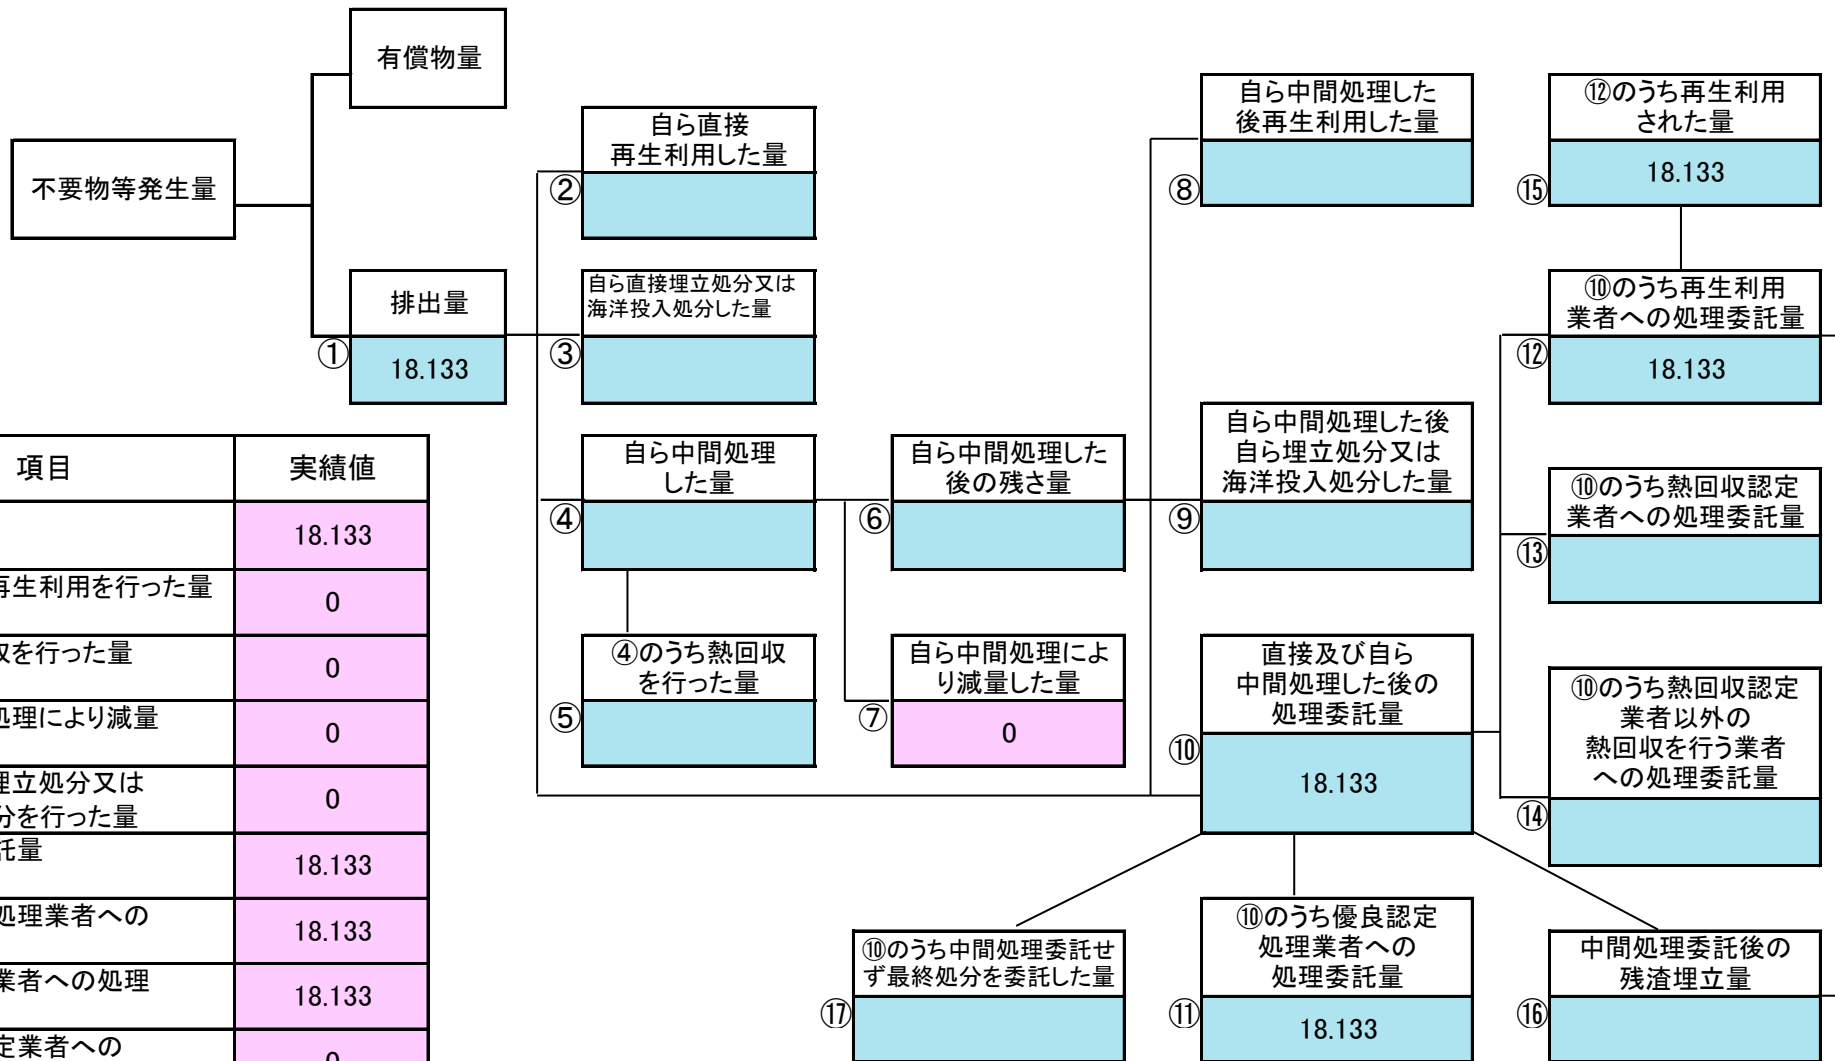 有償物量
不要物等発生量
排出量
①
18.133
自ら直接
再生利用した量
②
自ら直接埋立処分又は
海洋投入処分した量
③
自ら中間処理
した量
④
④のうち熱回収
を行った量
⑤
自ら中間処理した
後の残さ量
⑥
自ら中間処理によ
り減量した量
⑦
0
自ら中間処理した
後再生利用した量
⑧
自ら中間処理した後
自ら埋立処分又は
海洋投入処分した量
⑨
直接及び自ら
中間処理した後の
処理委託量
⑩
18.133
⑫のうち再生利用
された量
⑮
18.133
⑩のうち再生利用
業者への処理委託量
⑫
18.133
⑩のうち熱回収認定
業者への処理委託量
⑬
⑩のうち熱回収認定
業者以外の
熱回収を行う業者
への処理委託量
⑭
⑩のうち中間処理委託せ
ず最終処分を委託した量
⑰
⑩のうち優良認定
処理業者への
処理委託量
⑪
18.133
中間処理委託後の
残渣埋立量
⑯
項目 実績値
18.133
再生利用を行った量 0
を行った量 0
処理により減量 0
埋立処分又は
分を行った量 0
託量 18.133
処理業者への 18.133
業者への処理 18.133
定業者への 0